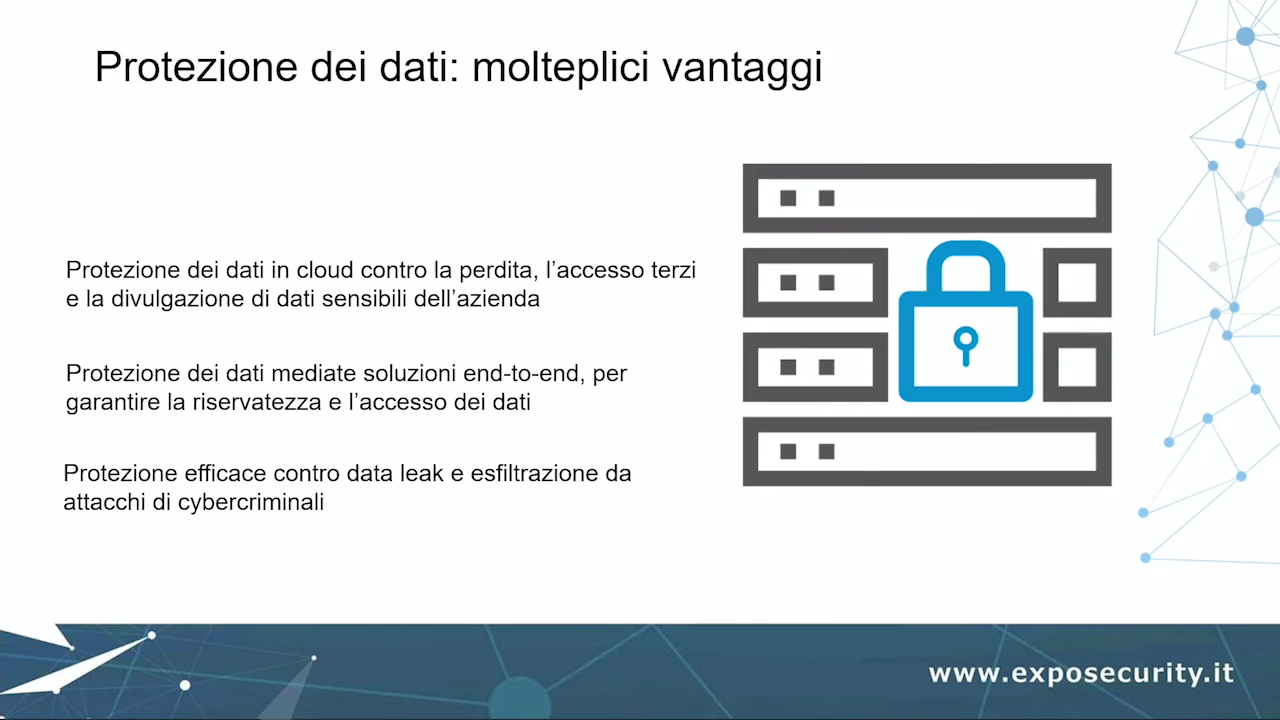 Protezione dei dati: molteplici vantaggi
Protezione dei dati in cloud contro la perdita, l’accesso terzi
e la divulgazione di dati sensibili dell’azienda
Protezione dei dati mediate soluzioni end-to-end, per
garantire la riservatezza e l’accesso dei dati
Protezione efficace contro data leak e esfiltrazione da
attacchi di cybercriminali
www.exposecurity.it